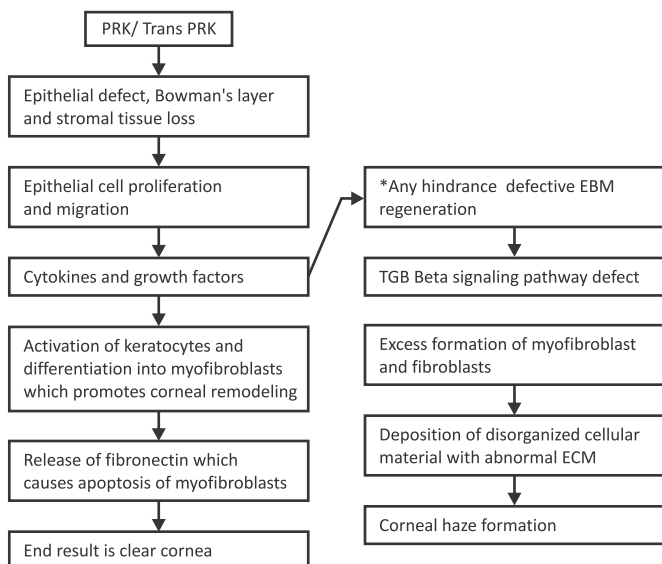 PRK/ Trans PRK
Epithelial defect, Bowman's layer
and stromal tissue loss
Epithelial cell proliferation
and migration
Cytokines and growth factors
Activation of keratocytes and
differentiation into myofibroblasts
which promotes corneal remodeling
Release of fibronectin which
causes apoptosis of myofibroblasts
End result is clear cornea
*Any hindrance defective EBM
regeneration
TGB Beta signaling pathway defect
Excess formation of myofibroblast
and fibroblasts
Deposition of disorganized cellular
material with abnormal ECM
Corneal haze formation